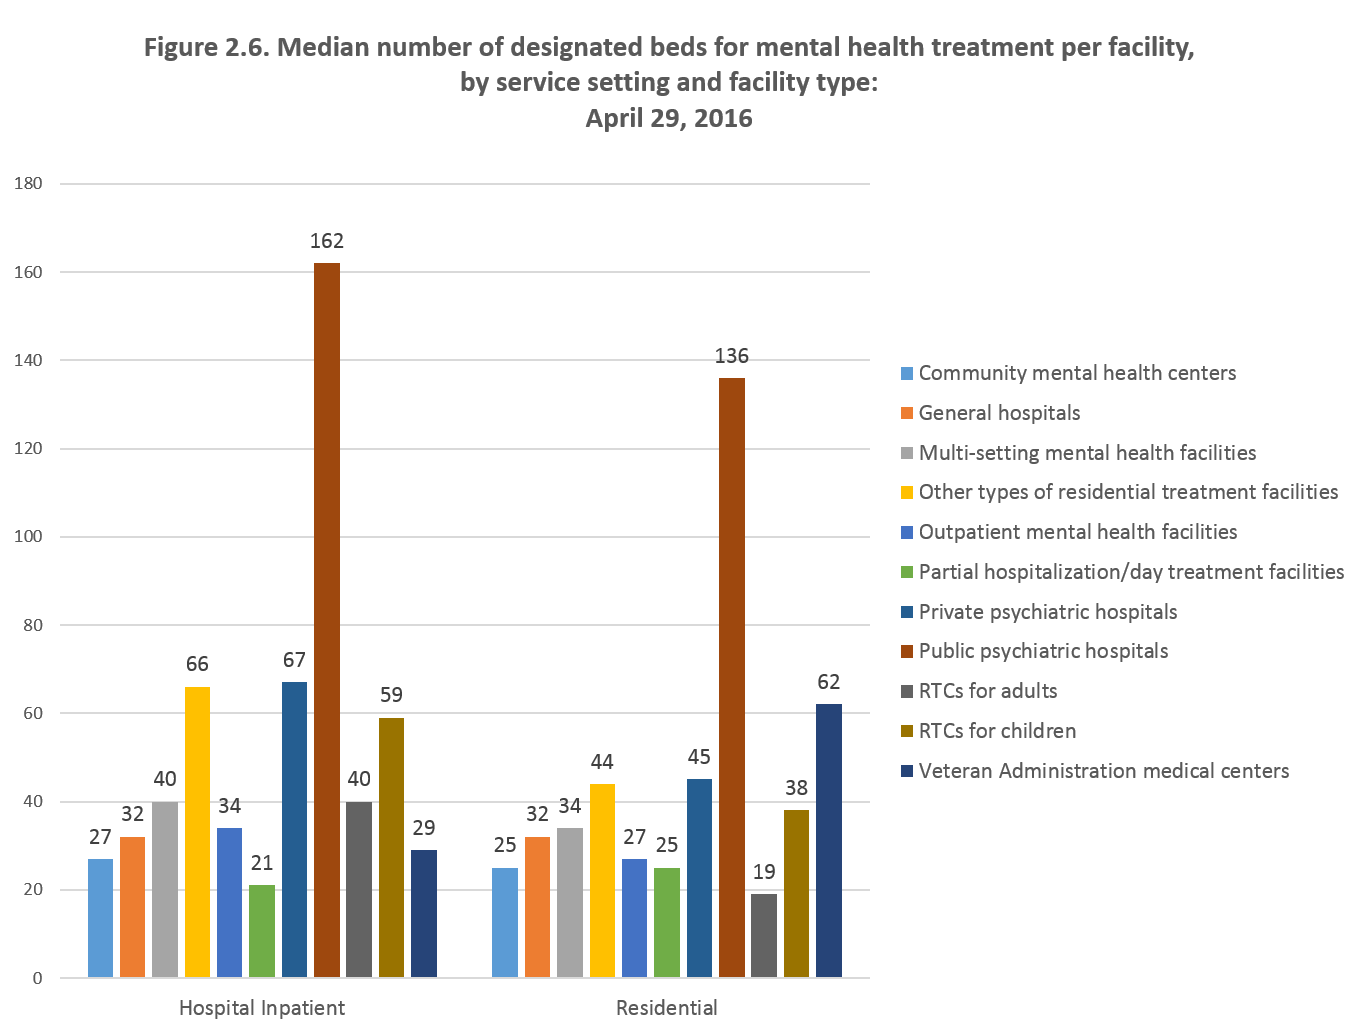 Figure 2.6. Median number of designated beds for mental health treatment per facility,
by service setting and facility type:
April 29, 2016
180
160
140
120
100
80
60
40
20
0
27
32
40
66
34
21
67
162
40
59
29
25
32
34
44
27
25
45
136
19
38
62
Hospital Inpatient
Residential
Community mental health centers
General hospitals
Multi-setting mental health facilities
Other types of residential treatment facilities
Outpatient mental health facilities
Partial hospitalization/day treatment facilities
Private psychiatric hospitals
Public psychiatric hospitals
RTCs for adults
RTCs for children
Veteran Administration medical centers